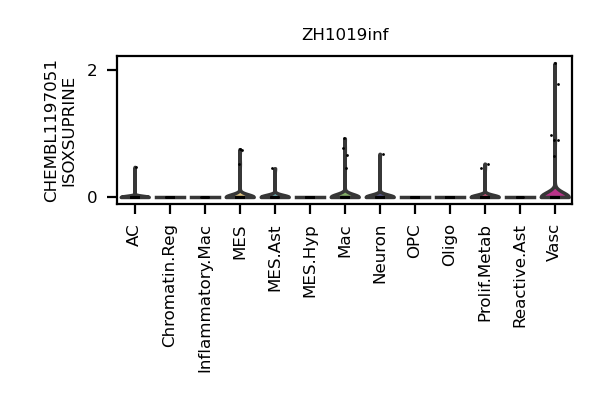 ZH1019inf
CHEMBL1197051
ISOXSUPRINE
2
0
AC
Chromatin.Reg
Inflammatory.Mac
MES
MES.Ast
MES.Hyp
Mac
Neuron
OPC
Oligo
Prolif.Metab
Reactive.Ast
Vasc